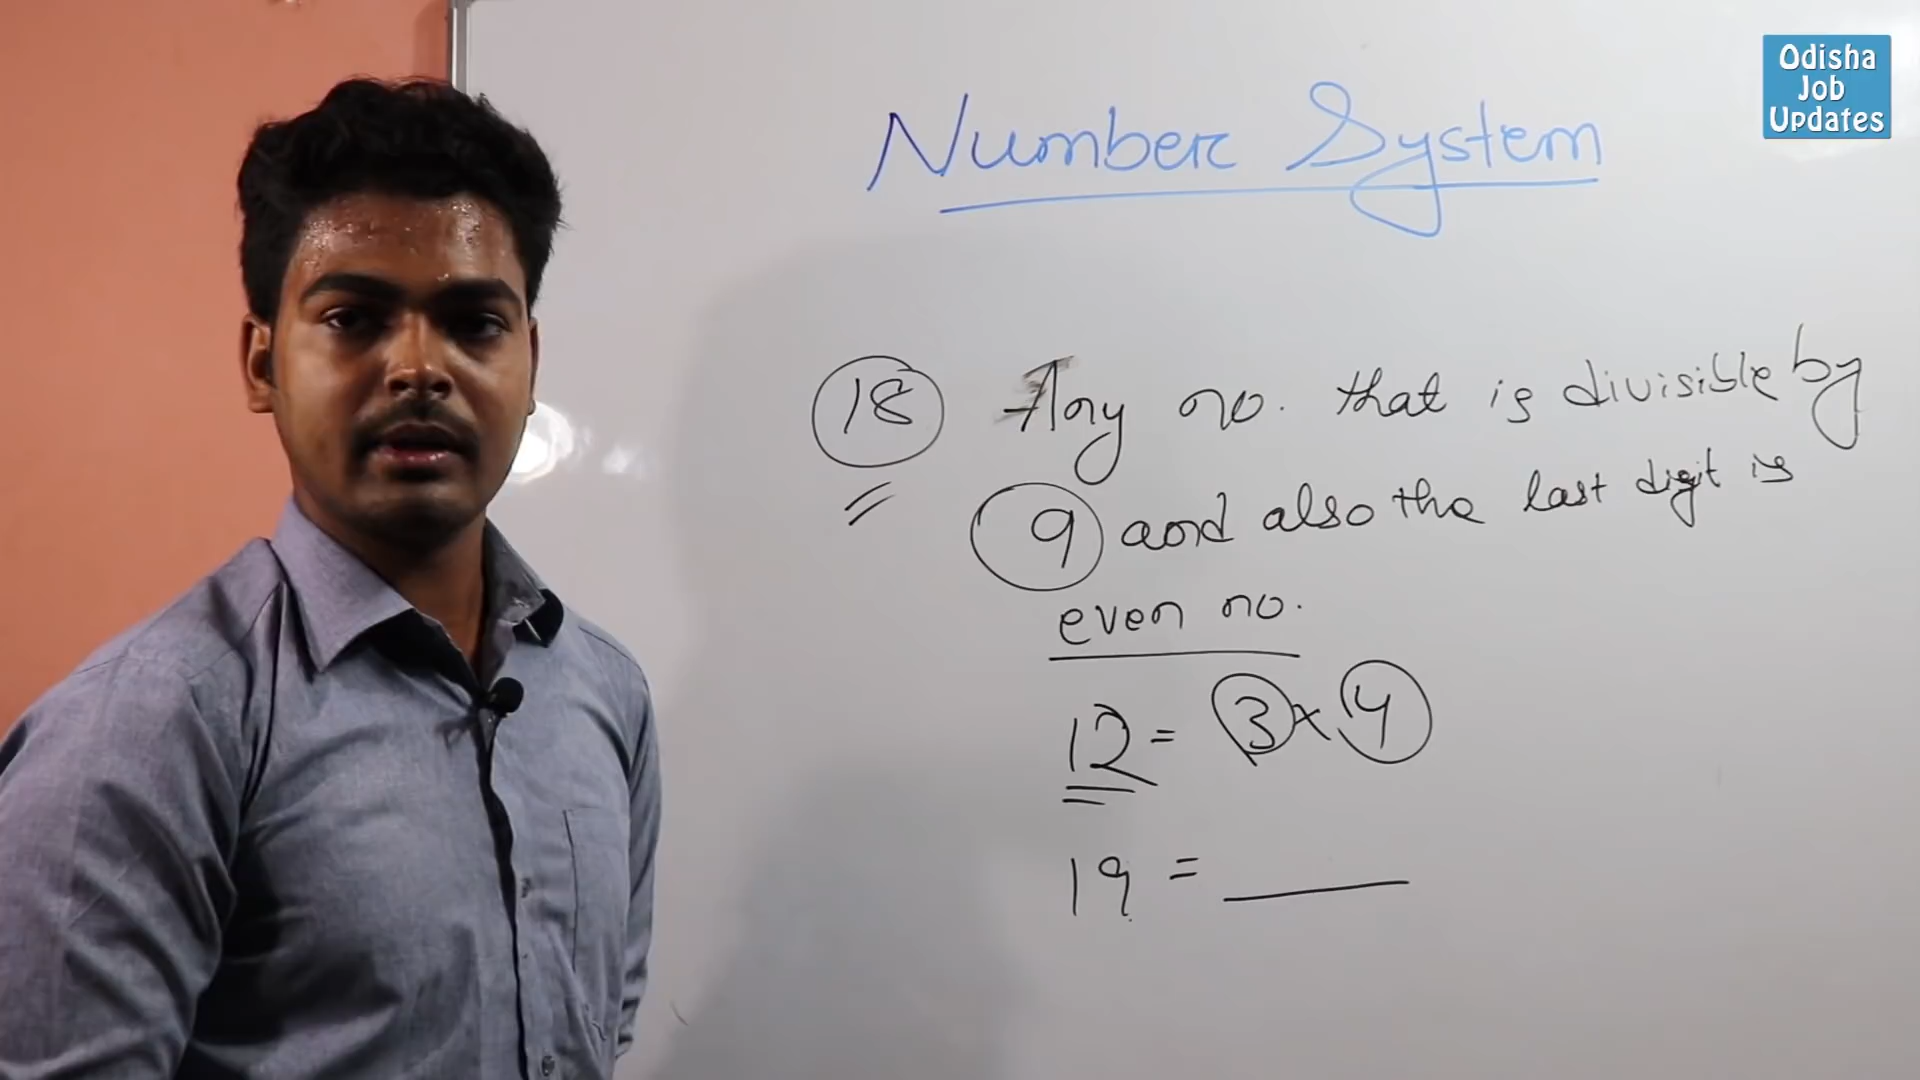 Number System
Odisha
Job
Updates
18 Any no. that is divisible by
9 and also the last digit is
even no.
12 = 3 × 4
19 = ____